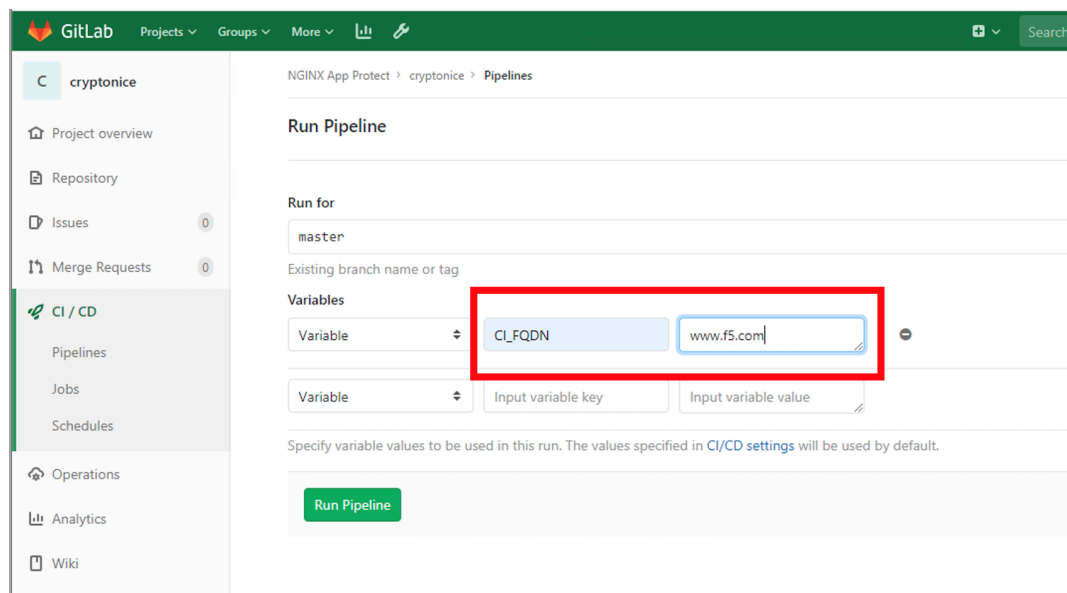 GitLab Projects Groups More Search
C cryptonice
NGINX App Protect > cryptonice > Pipelines
Project overview
Repository
Issues 0
Merge Requests 0
CI / CD
Pipelines
Jobs
Schedules
Operations
Analytics
Wiki
Run Pipeline
Run for
master
Existing branch name or tag
Variables
Variable CI_FQDN www.f5.com
Variable Input variable key Input variable value
Specify variable values to be used in this run. The values specified in CI/CD settings will be used by default.
Run Pipeline